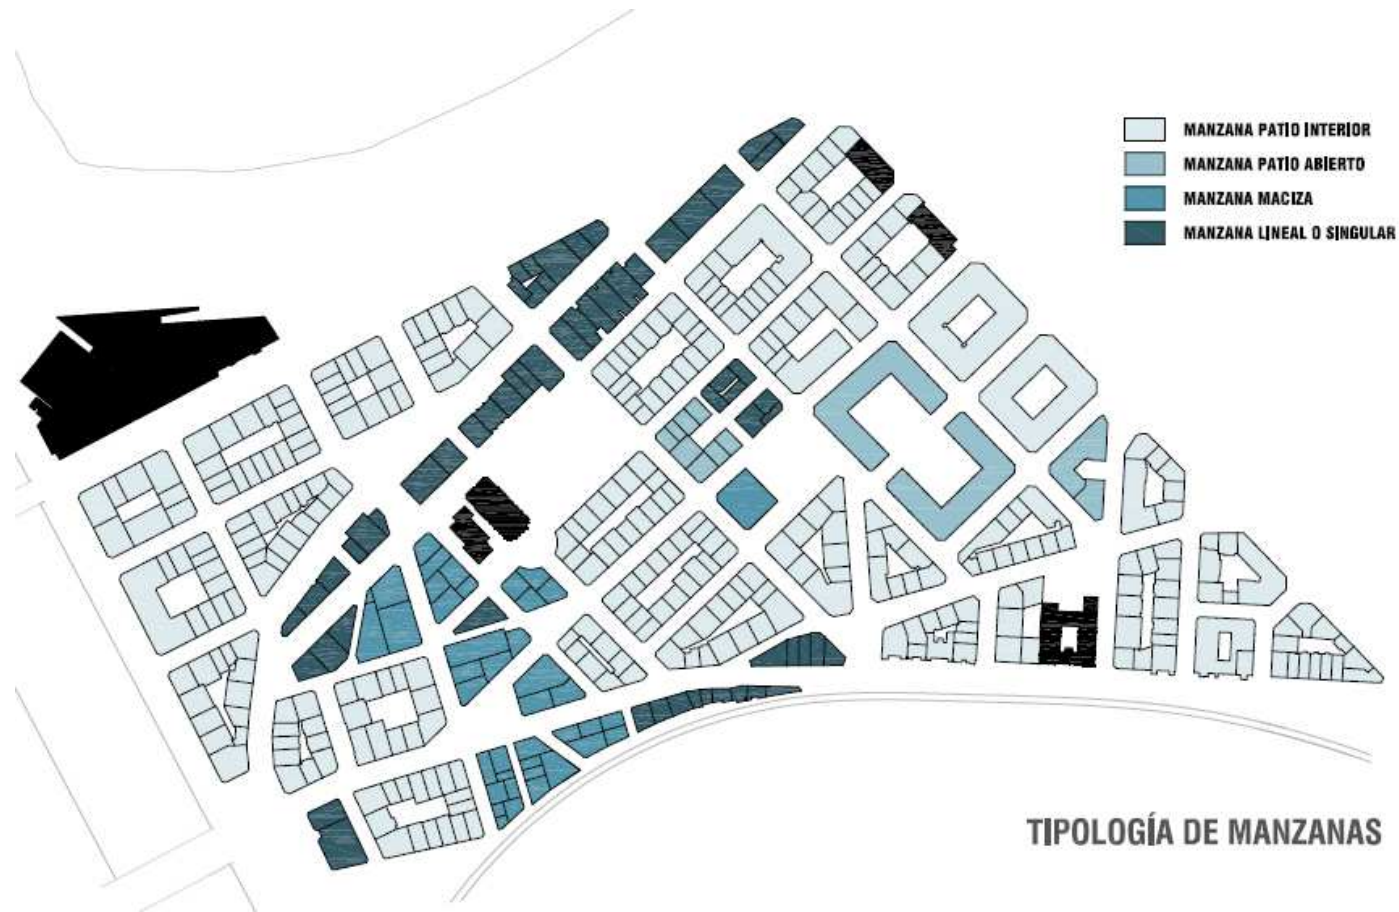 MANZANA PATIO INTERIOR
MANZANA PATIO ABIERTO
MANZANA MACIZA
MANZANA LINEAL O SINGULAR
TIPOLOGÍA DE MANZANAS